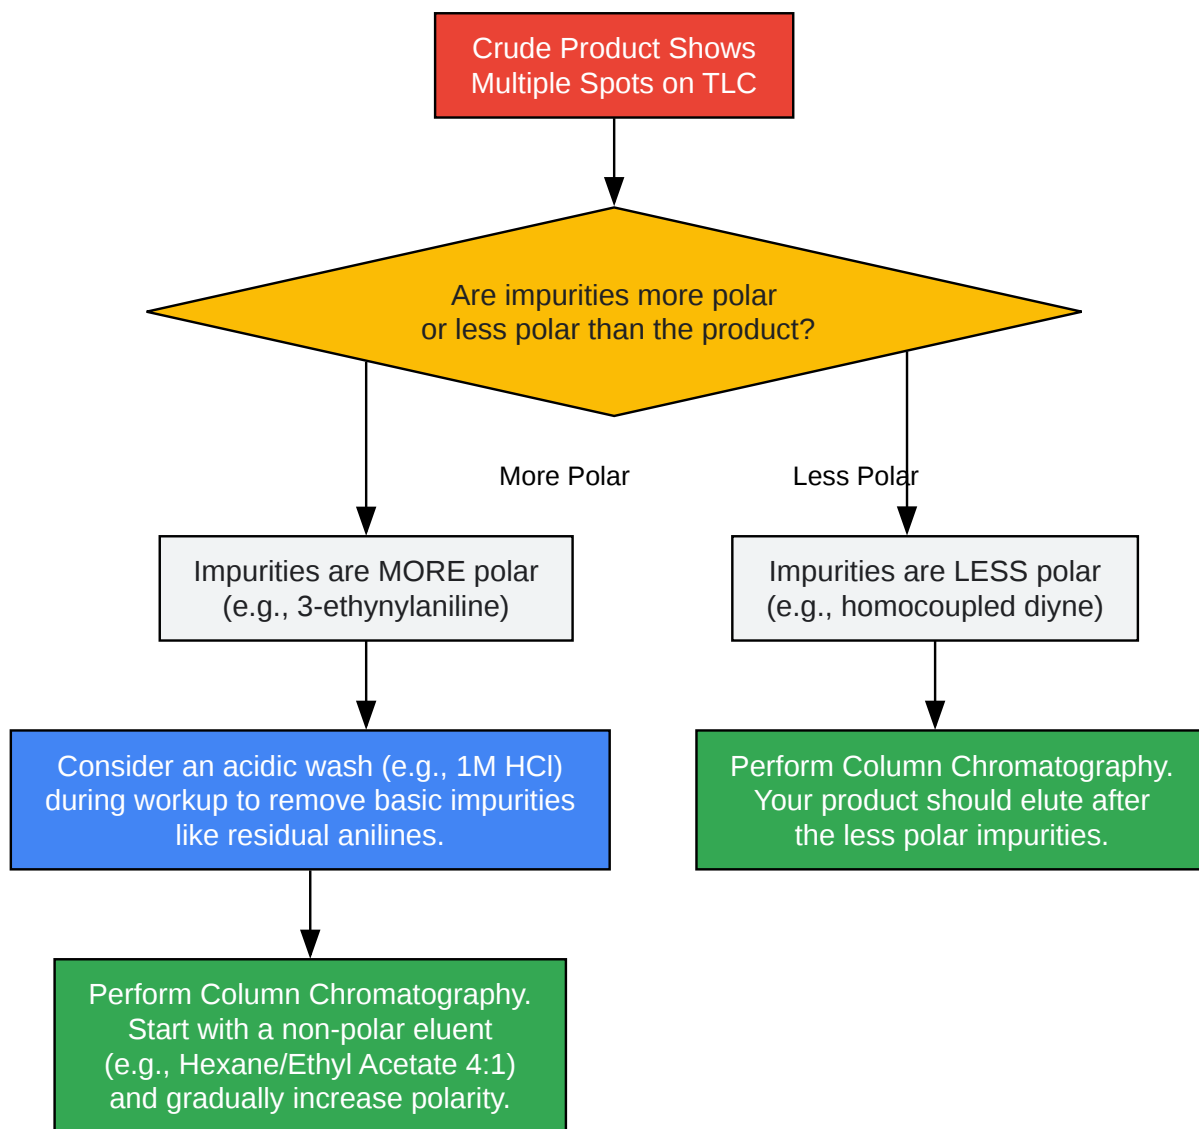 Crude Product Shows
Multiple Spots on TLC
Are impurities more polar
or less polar than the product?
More Polar
Less Polar
Impurities are MORE polar
(e.g., 3-ethynylaniline)
Impurities are LESS polar
(e.g., homocoupled diyne)
Consider an acidic wash (e.g., 1M HCl)
during workup to remove basic impurities
like residual anilines.
Perform Column Chromatography.
Your product should elute after
the less polar impurities.
Perform Column Chromatography.
Start with a non-polar eluent
(e.g., Hexane/Ethyl Acetate 4:1)
and gradually increase polarity.